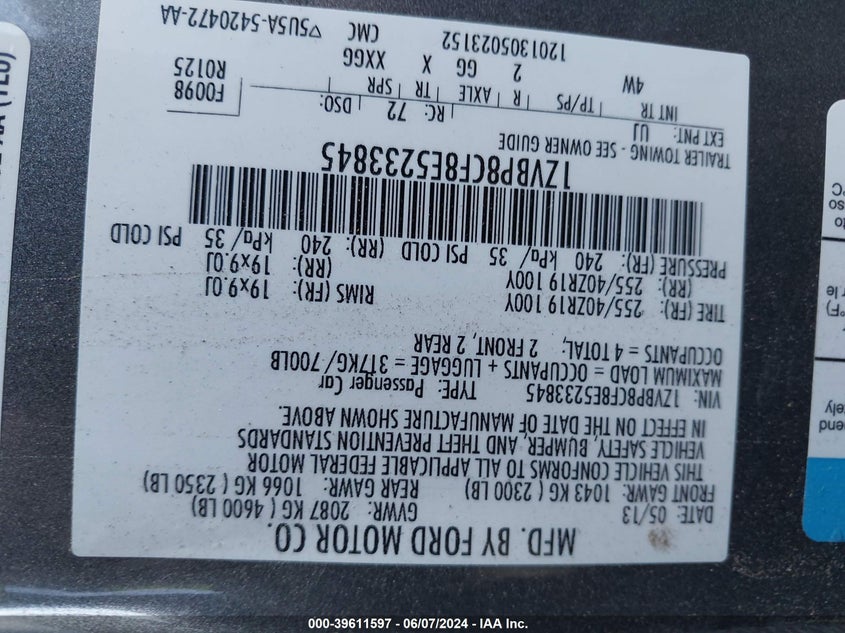 MFD. BY FORD MOTOR CO.
DATE: 05/13 GVWR: 2087 KG ( 4600 LB)
FRONT GAWR: 1043 KG ( 2300 LB) REAR GAWR: 1066 KG ( 2350 LB)
THIS VEHICLE CONFORMS TO ALL APPLICABLE FEDERAL MOTOR
VEHICLE SAFETY, BUMPER, AND THEFT PREVENTION STANDARDS
IN EFFECT ON THE DATE OF MANUFACTURE SHOWN ABOVE.
VIN: 1ZVBP8CF8E5233845 TYPE: Passenger Car
MAXIMUM LOAD = OCCUPANTS + LUGGAGE = 317KG/700LB
OCCUPANTS = 4 TOTAL, 2 FRONT, 2 REAR
TIRE (FR): 255/40ZR19 100Y RIMS (FR): 19x9.0J
(RR): 255/40ZR19 100Y (RR): 19x9.0J
PRESSURE (FR): 240 kPa/ 35 PSI COLD (RR): 240 kPa/ 35 PSI COLD
1ZVBP8CF8E5233845
TRAILER TOWING - SEE OWNER GUIDE
EXT PNT: UJ RC: 72 DSO: F0098
R0125
INT TR TP/PS R AXLE TR SPR
4W 2 GG X XXGG CMC
1201305023152 ▽5U5A-5420472-AA
000-39611597 - 06/07/2024 - IAA Inc.